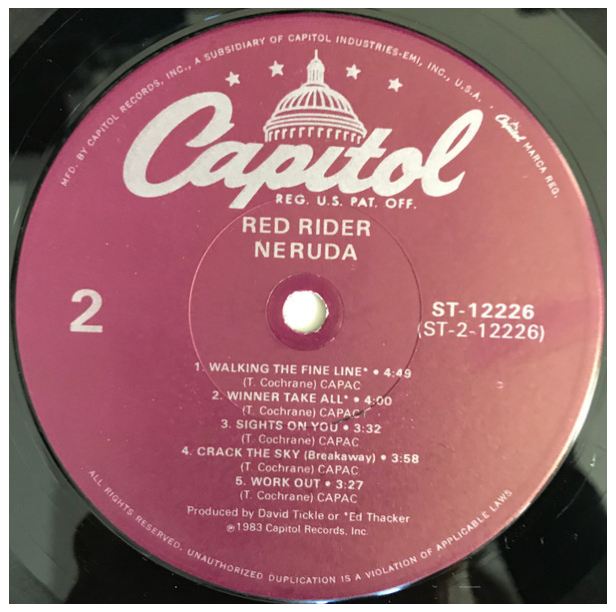 MFD. BY CAPITOL RECORDS, INC., A SUBSIDIARY OF CAPITOL INDUSTRIES-EMI, INC., U.S.A. . Capitol MARCA REG.
Capitol
REG. U.S. PAT. OFF.
RED RIDER
NERUDA
2
ST-12226
(ST-2-12226)
1. WALKING THE FINE LINE* • 4:49
(T. Cochrane) CAPAC
2. WINNER TAKE ALL* • 4:00
(T. Cochrane) CAPAC
3. SIGHTS ON YOU • 3:32
(T. Cochrane) CAPAC
4. CRACK THE SKY (Breakaway) • 3:58
(T. Cochrane) CAPAC
5. WORK OUT • 3:27
(T. Cochrane) CAPAC
Produced by David Tickle or *Ed Thacker
℗1983 Capitol Records, Inc.
ALL RIGHTS RESERVED. UNAUTHORIZED DUPLICATION IS A VIOLATION OF APPLICABLE LAWS